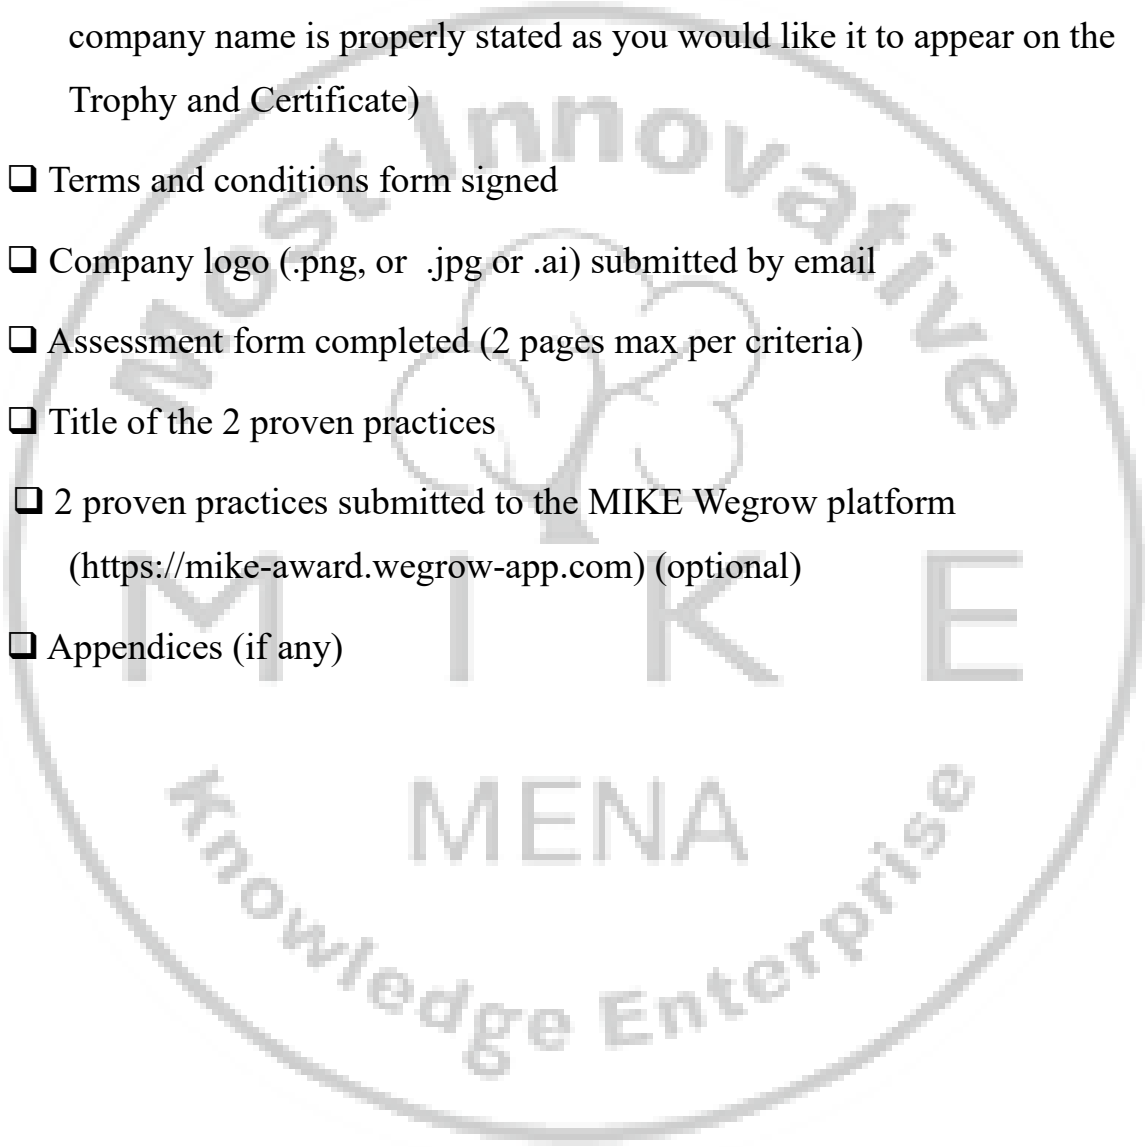 company name is properly stated as you would like it to appear on the
Trophy and Certificate)
❑ Terms and conditions form signed
❑ Company logo (.png, or .jpg or .ai) submitted by email
❑ Assessment form completed (2 pages max per criteria)
❑ Title of the 2 proven practices
❑ 2 proven practices submitted to the MIKE Wegrow platform
(https://mike-award.wegrow-app.com) (optional)
❑ Appendices (if any)
Most Innovative
M I K E
MENA
Knowledge Enterprise